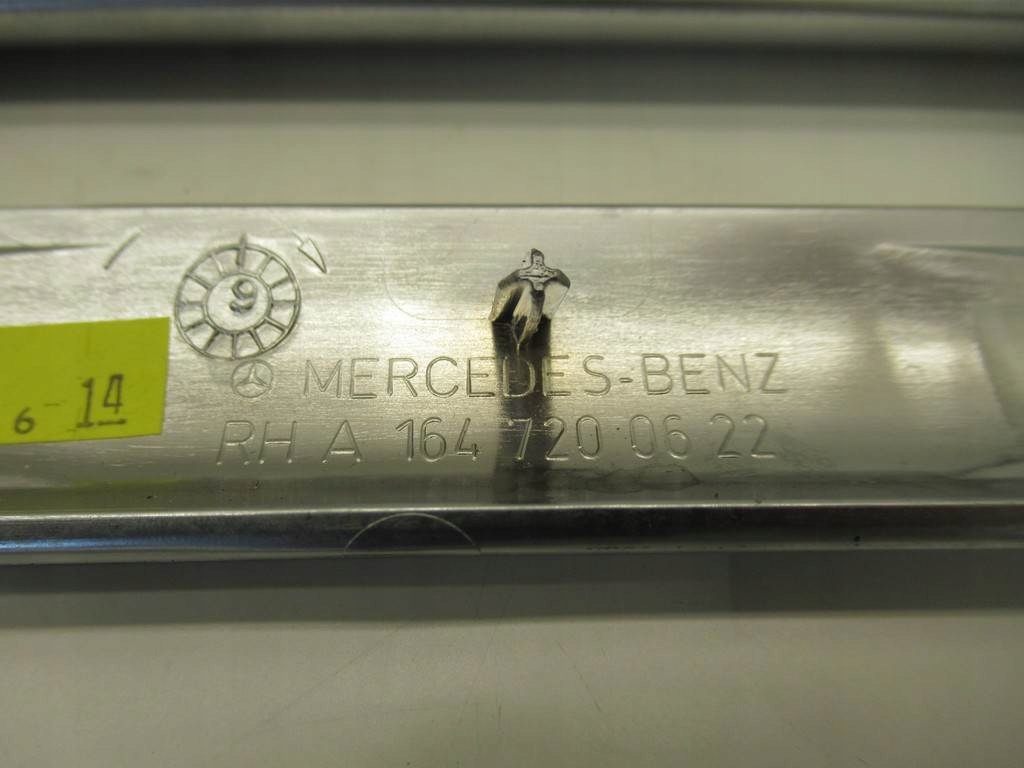 9
6-14
MERCEDES-BENZ
RH A 164 720 06 22